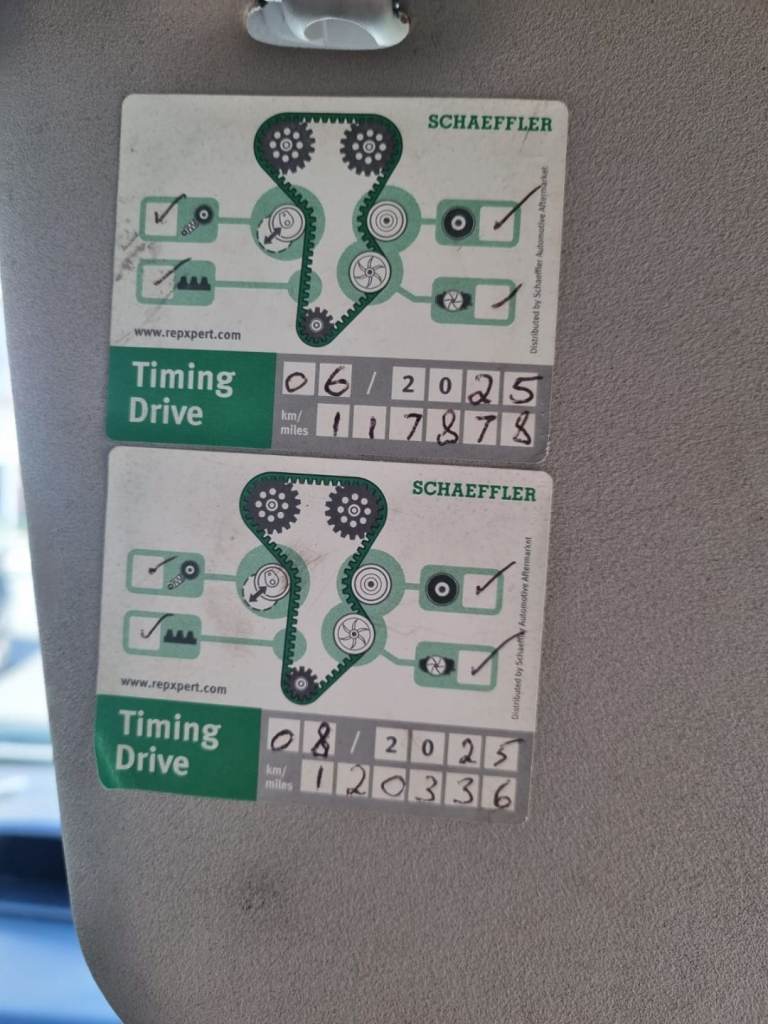 SCHAEFFLER
Distributed by Schaeffler Automotive Aftermarket
www.repxpert.com
Timing
Drive
06/2025
km/
miles
117878
SCHAEFFLER
Distributed by Schaeffler Automotive Aftermarket
www.repxpert.com
Timing
Drive
08/2025
km/
miles
120336